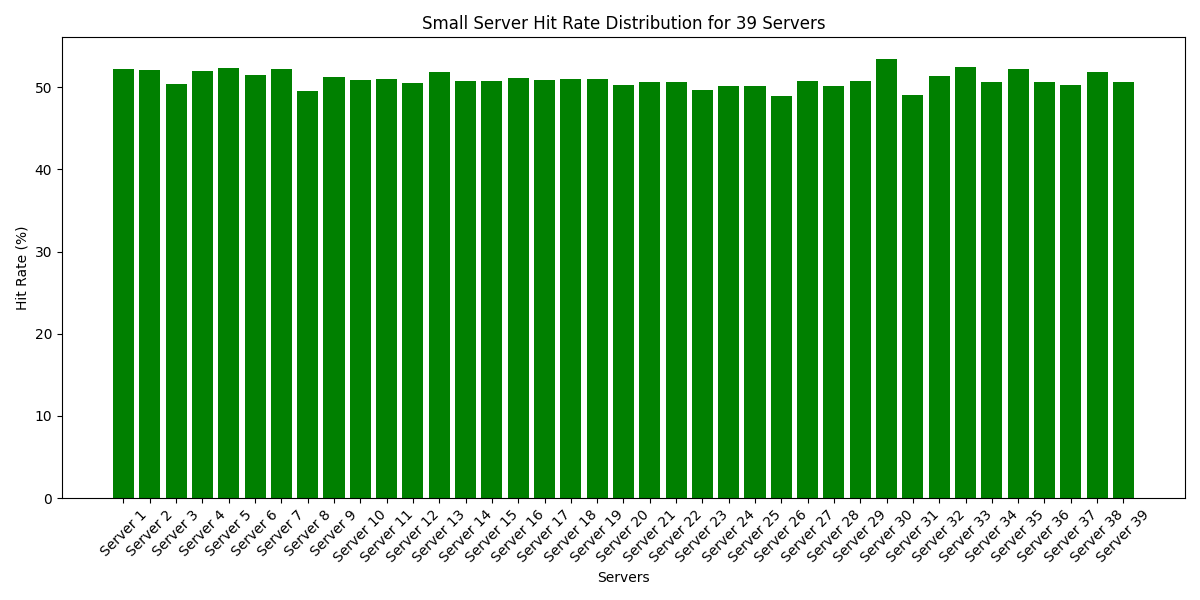 Small Server Hit Rate Distribution for 39 Servers
Hit Rate (%)
50
40
30
20
10
0
Server 1
Server 2
Server 3
Server 4
Server 5
Server 6
Server 7
Server 8
Server 9
Server 10
Server 11
Server 12
Server 13
Server 14
Server 15
Server 16
Server 17
Server 18
Server 19
Server 20
Server 21
Server 22
Server 23
Server 24
Server 25
Server 26
Server 27
Server 28
Server 29
Server 30
Server 31
Server 32
Server 33
Server 34
Server 35
Server 36
Server 37
Server 38
Server 39
Servers